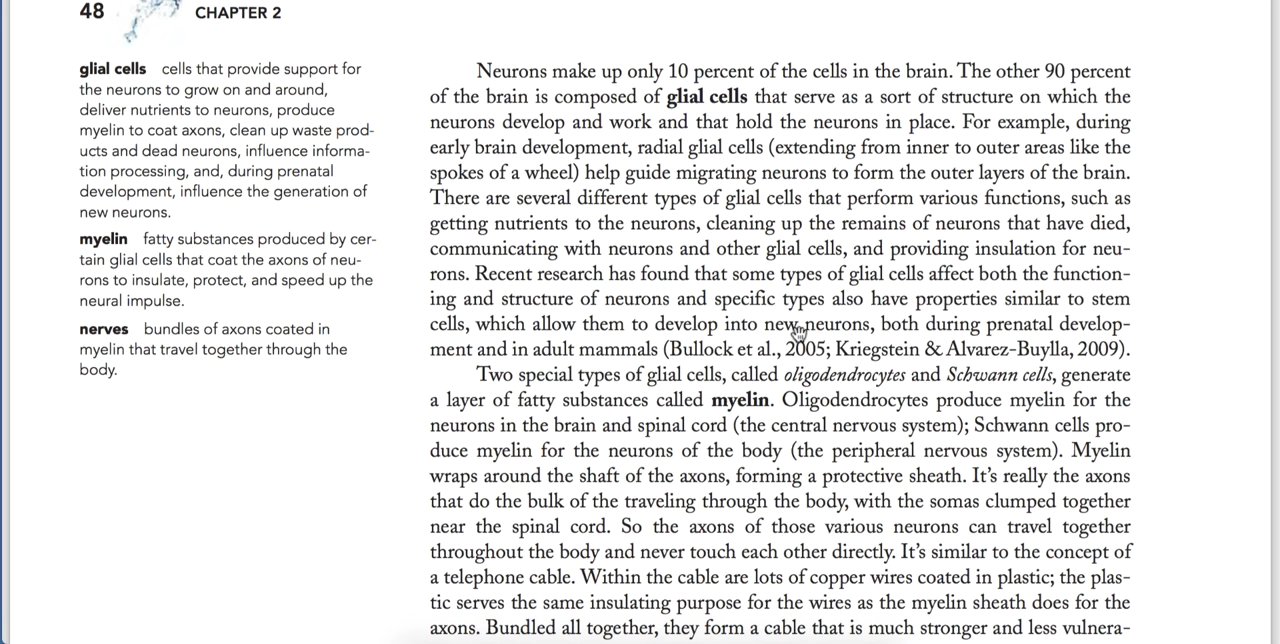 48 CHAPTER 2
glial cells cells that provide support for
the neurons to grow on and around,
deliver nutrients to neurons, produce
myelin to coat axons, clean up waste prod-
ucts and dead neurons, influence informa-
tion processing, and, during prenatal
development, influence the generation of
new neurons.
myelin fatty substances produced by cer-
tain glial cells that coat the axons of neu-
rons to insulate, protect, and speed up the
neural impulse.
nerves bundles of axons coated in
myelin that travel together through the
body.
Neurons make up only 10 percent of the cells in the brain. The other 90 percent
of the brain is composed of glial cells that serve as a sort of structure on which the
neurons develop and work and that hold the neurons in place. For example, during
early brain development, radial glial cells (extending from inner to outer areas like the
spokes of a wheel) help guide migrating neurons to form the outer layers of the brain.
There are several different types of glial cells that perform various functions, such as
getting nutrients to the neurons, cleaning up the remains of neurons that have died,
communicating with neurons and other glial cells, and providing insulation for neu-
rons. Recent research has found that some types of glial cells affect both the function-
ing and structure of neurons and specific types also have properties similar to stem
cells, which allow them to develop into new neurons, both during prenatal develop-
ment and in adult mammals (Bullock et al., 2005; Kriegstein & Alvarez-Buylla, 2009).
Two special types of glial cells, called oligodendrocytes and Schwann cells, generate
a layer of fatty substances called myelin. Oligodendrocytes produce myelin for the
neurons in the brain and spinal cord (the central nervous system); Schwann cells pro-
duce myelin for the neurons of the body (the peripheral nervous system). Myelin
wraps around the shaft of the axons, forming a protective sheath. It's really the axons
that do the bulk of the traveling through the body, with the somas clumped together
near the spinal cord. So the axons of those various neurons can travel together
throughout the body and never touch each other directly. It's similar to the concept of
a telephone cable. Within the cable are lots of copper wires coated in plastic; the plas-
tic serves the same insulating purpose for the wires as the myelin sheath does for the
axons. Bundled all together, they form a cable that is much stronger and less vulnera-